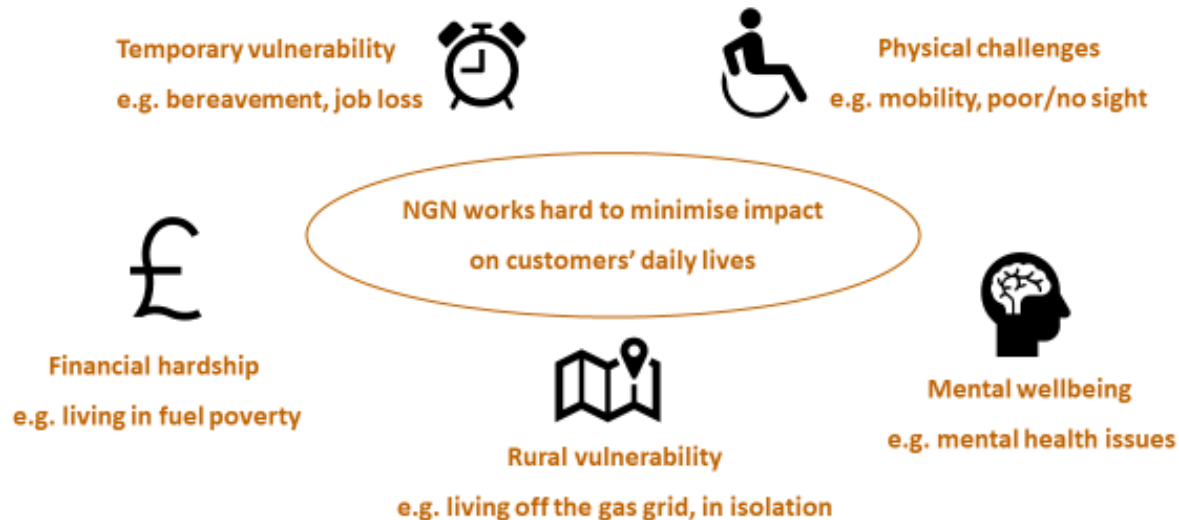 Temporary vulnerability
e.g. bereavement, job loss
Physical challenges
e.g. mobility, poor/no sight
NGN works hard to minimise impact
on customers’ daily lives
£
Financial hardship
e.g. living in fuel poverty
Mental wellbeing
e.g. mental health issues
Rural vulnerability
e.g. living off the gas grid, in isolation